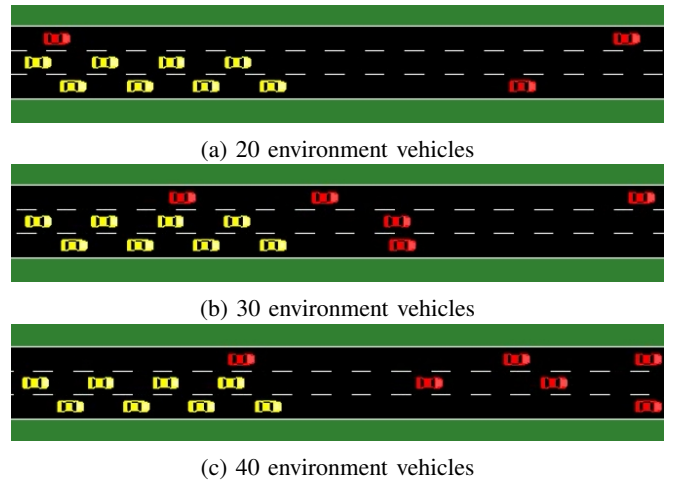 (a) 20 environment vehicles
(b) 30 environment vehicles
(c) 40 environment vehicles